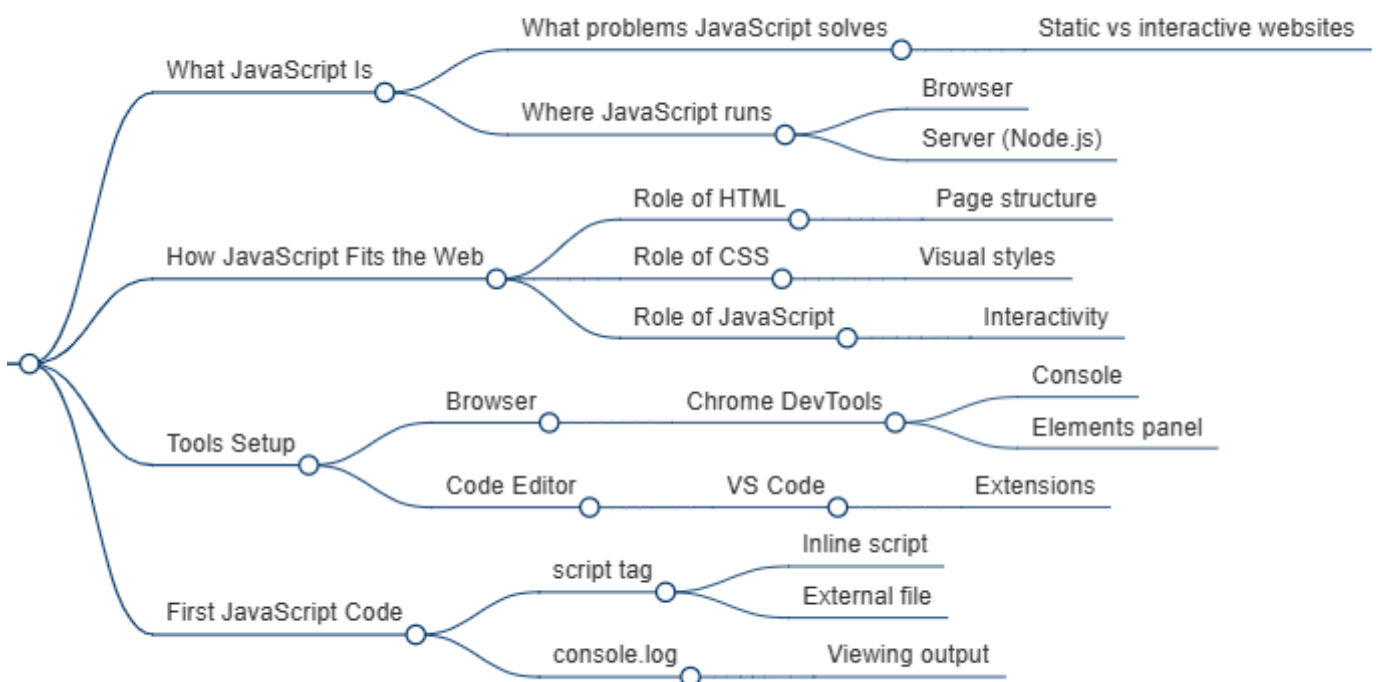 What JavaScript Is
What problems JavaScript solves
Static vs interactive websites
Where JavaScript runs
Browser
Server (Node.js)
How JavaScript Fits the Web
Role of HTML
Page structure
Role of CSS
Visual styles
Role of JavaScript
Interactivity
Tools Setup
Browser
Chrome DevTools
Console
Elements panel
Code Editor
VS Code
Extensions
First JavaScript Code
script tag
Inline script
External file
console.log
Viewing output